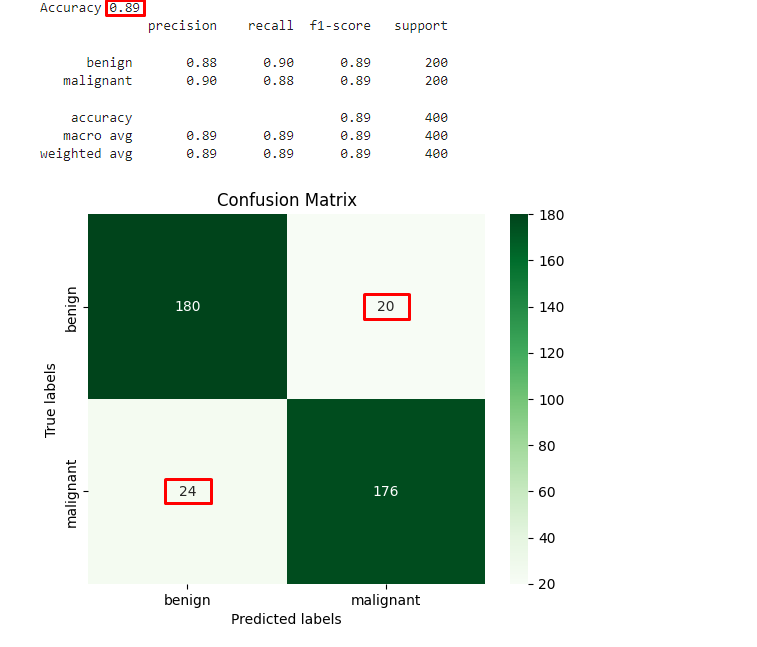 Accuracy 0.89
precision recall f1-score support
benign 0.88 0.90 0.89 200
malignant 0.90 0.88 0.89 200
accuracy 0.89 400
macro avg 0.89 0.89 0.89 400
weighted avg 0.89 0.89 0.89 400
Confusion Matrix
180
160
140
120
100
80
60
40
20
True labels
benign
malignant
180 20
24 176
benign malignant
Predicted labels